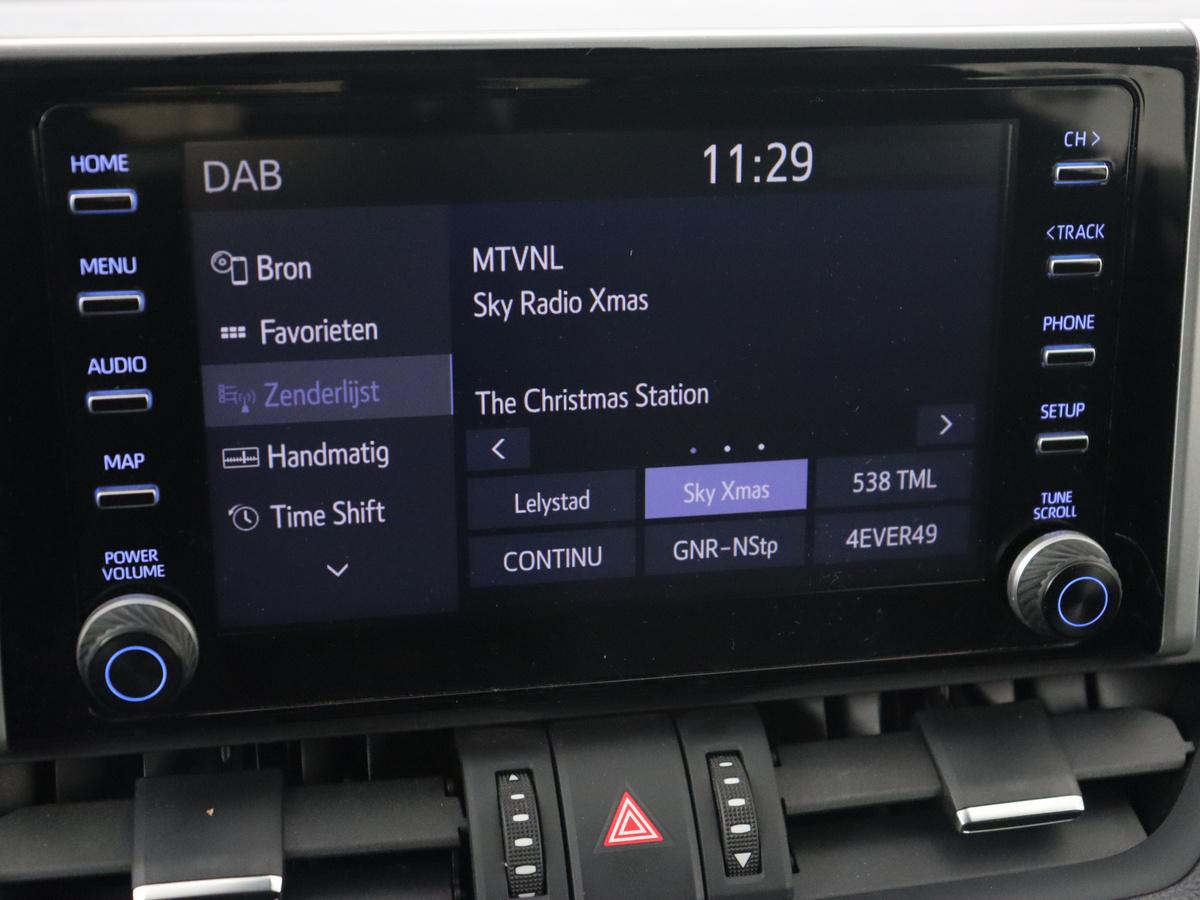 HOME
MENU
AUDIO
MAP
POWER
VOLUME
DAB
11:29
Bron
Favorieten
Zenderlijst
Handmatig
Time Shift
MTVNL
Sky Radio Xmas
The Christmas Station
< >
Lelystad Sky Xmas 538 TML
CONTINU GNR-NStp 4EVER49
CH >
< TRACK
PHONE
SETUP
TUNE
SCROLL